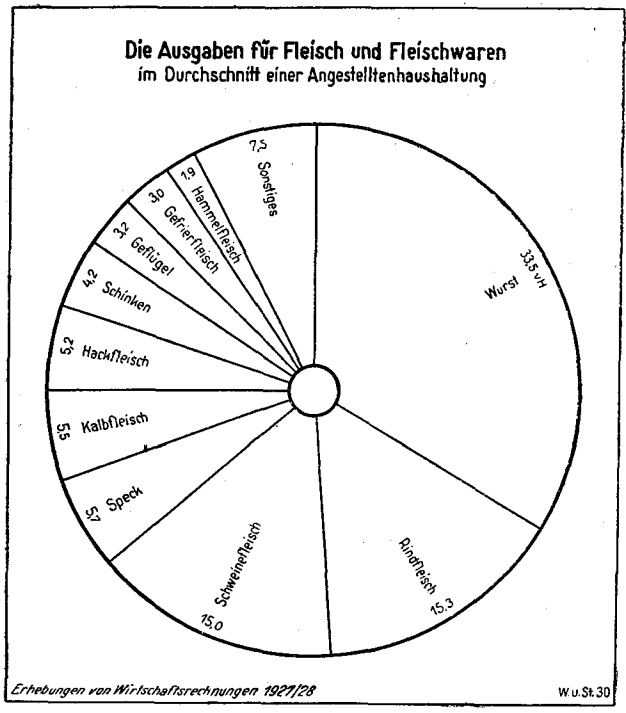 Die Ausgaben für Fleisch und Fleischwaren
im Durchschnitt einer Angestelltenhaushaltung
33,5 vH
Wurst
15,3
Rindfleisch
15,0
Schweinefleisch
5,7
Speck
5,5
Kalbfleisch
5,2
Hackfleisch
4,2
Schinken
3,2
Geflügel
3,0
Gefrierfleisch
1,9
Hammelfleisch
7,5
Sonstiges
Erhebungen von Wirtschaftsrechnungen 1927/28
W.u.St.30